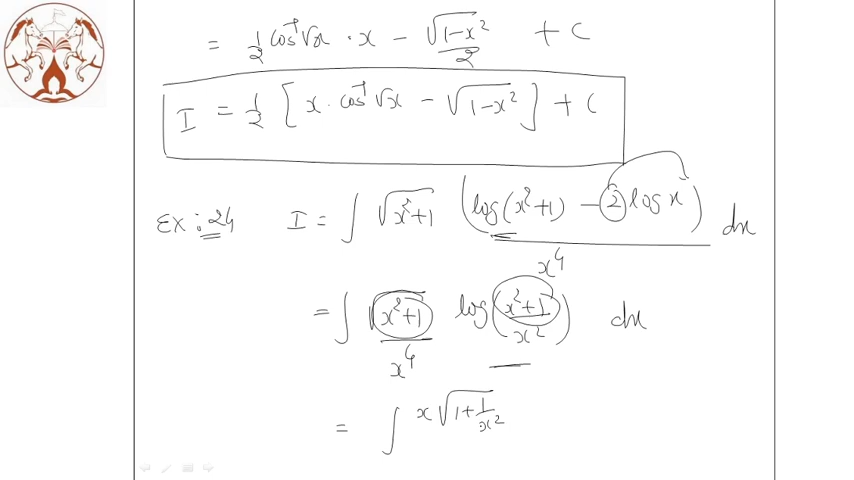 = 1/2 cos⁻¹√x · x − √(1−x²)/2 + C
I = 1/2 [x · cos⁻¹√x − √(1−x²)] + C
Ex: 24 I = ∫ √(x²+1) (log(x²+1) − 2 log x)/x⁴ dx
= ∫ √(x²+1)/x⁴ log((x²+1)/x²) dx
= ∫ x√(1+1/x²)